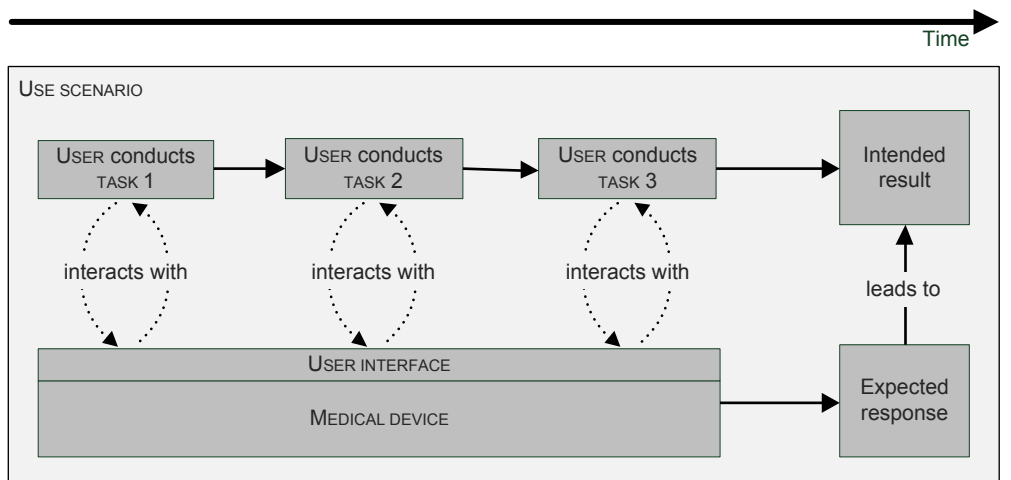 Time
USE SCENARIO
USER conducts
TASK 1
USER conducts
TASK 2
USER conducts
TASK 3
Intended
result
interacts with
interacts with
interacts with
leads to
USER INTERFACE
MEDICAL DEVICE
Expected
response